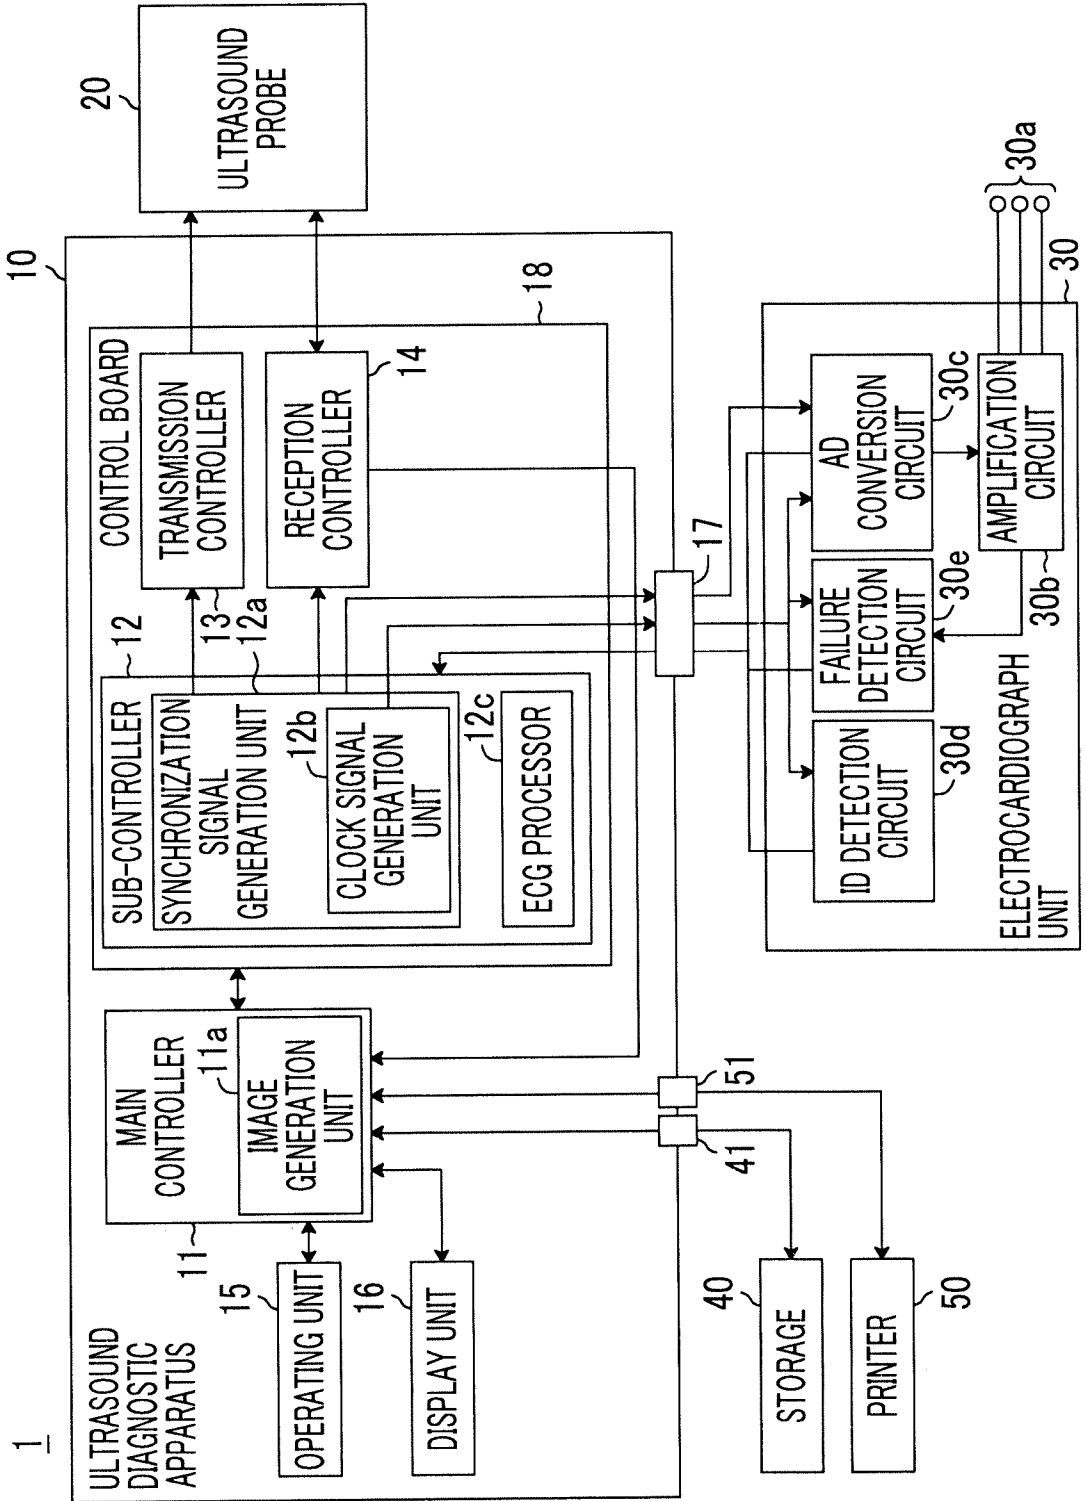 1
ULTRASOUND
DIAGNOSTIC
APPARATUS
10
MAIN
CONTROLLER
11
11a
IMAGE
GENERATION
UNIT
15
OPERATING UNIT
16
DISPLAY UNIT
CONTROL BOARD
18
SUB-CONTROLLER
12
SYNCHRONIZATION
SIGNAL
GENERATION UNIT
12a
12b
CLOCK SIGNAL
GENERATION
UNIT
12c
ECG PROCESSOR
TRANSMISSION
CONTROLLER
13
RECEPTION
CONTROLLER
14
20
ULTRASOUND
PROBE
41
51
17
40
STORAGE
50
PRINTER
ELECTROCARDIOGRAPH
UNIT
30
ID DETECTION
CIRCUIT
30d
FAILURE
DETECTION
CIRCUIT
30e
AD
CONVERSION
CIRCUIT
30c
AMPLIFICATION
CIRCUIT
30b
30a